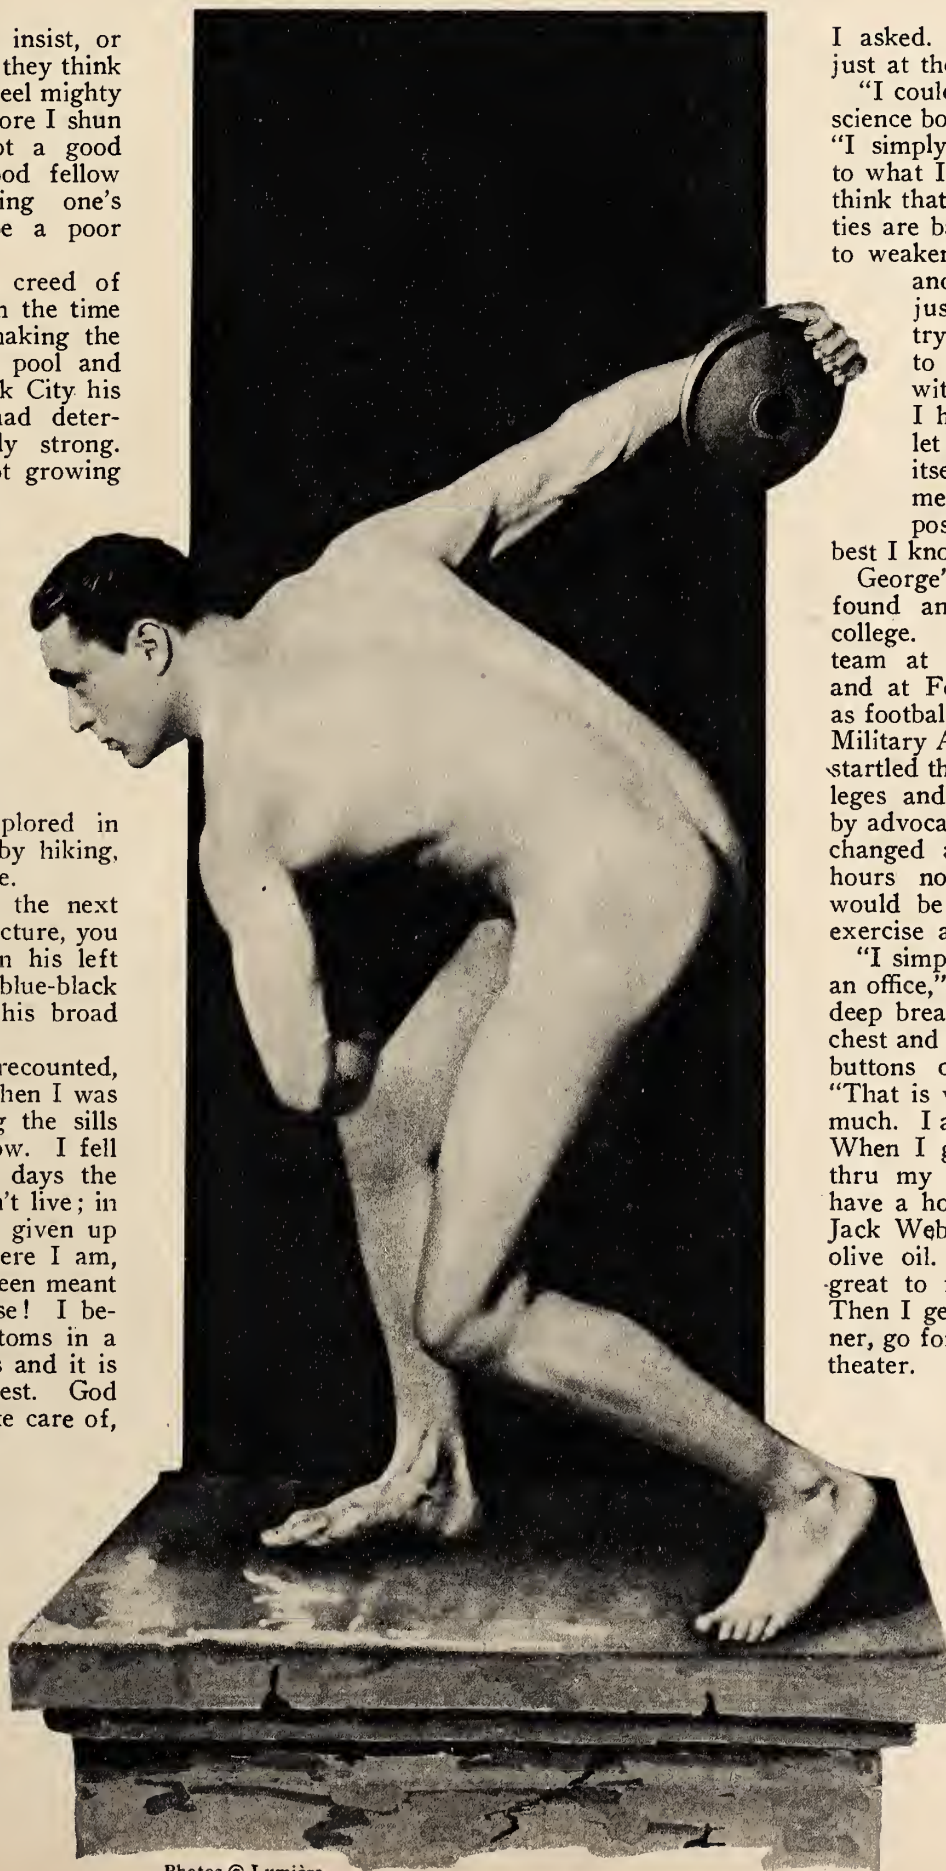 insist, or
they think
eel mighty
ore I shun
ot a good
od fellow
ing one's
e a poor
creed of
n the time
naking the
pool and
k City his
nad deter-
ly strong.
ot growing
plored in
by hiking,
e.
the next
cture, you
n his left
blue-black
his broad
recounted,
hen I was
g the sills
ow. I fell
days the
n't live; in
given up
ere I am,
een meant
se! I be-
toms in a
s and it is
est. God
te care of,
I asked.
just at the
"I could
science bo
"I simply
to what I
think that
ties are ba
to weaken
and
jus
try
to
wit
I h
let
itse
me
pos
best I kno
George'
found an
college.
team at
and at Fo
as footbal
Military A
startled th
leges and
by advoca
changed a
hours no
would be
exercise a
"I simp
an office,"
deep brea
chest and
buttons o
"That is v
much. I a
When I g
thru my
have a ho
Jack Web
olive oil.
great to r
Then I ge
ner, go for
theater.
Photos © Lumière